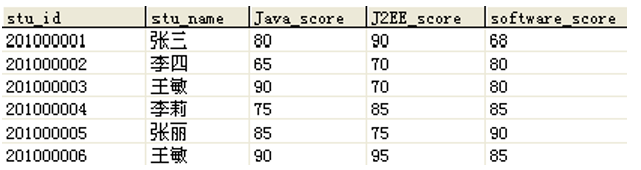 stu_id stu_name Java_score J2EE_score software_score
201000001 张三 80 90 68
201000002 李四 65 70 80
201000003 王敏 90 70 80
201000004 李莉 75 85 85
201000005 张丽 85 75 90
201000006 王敏 90 95 85